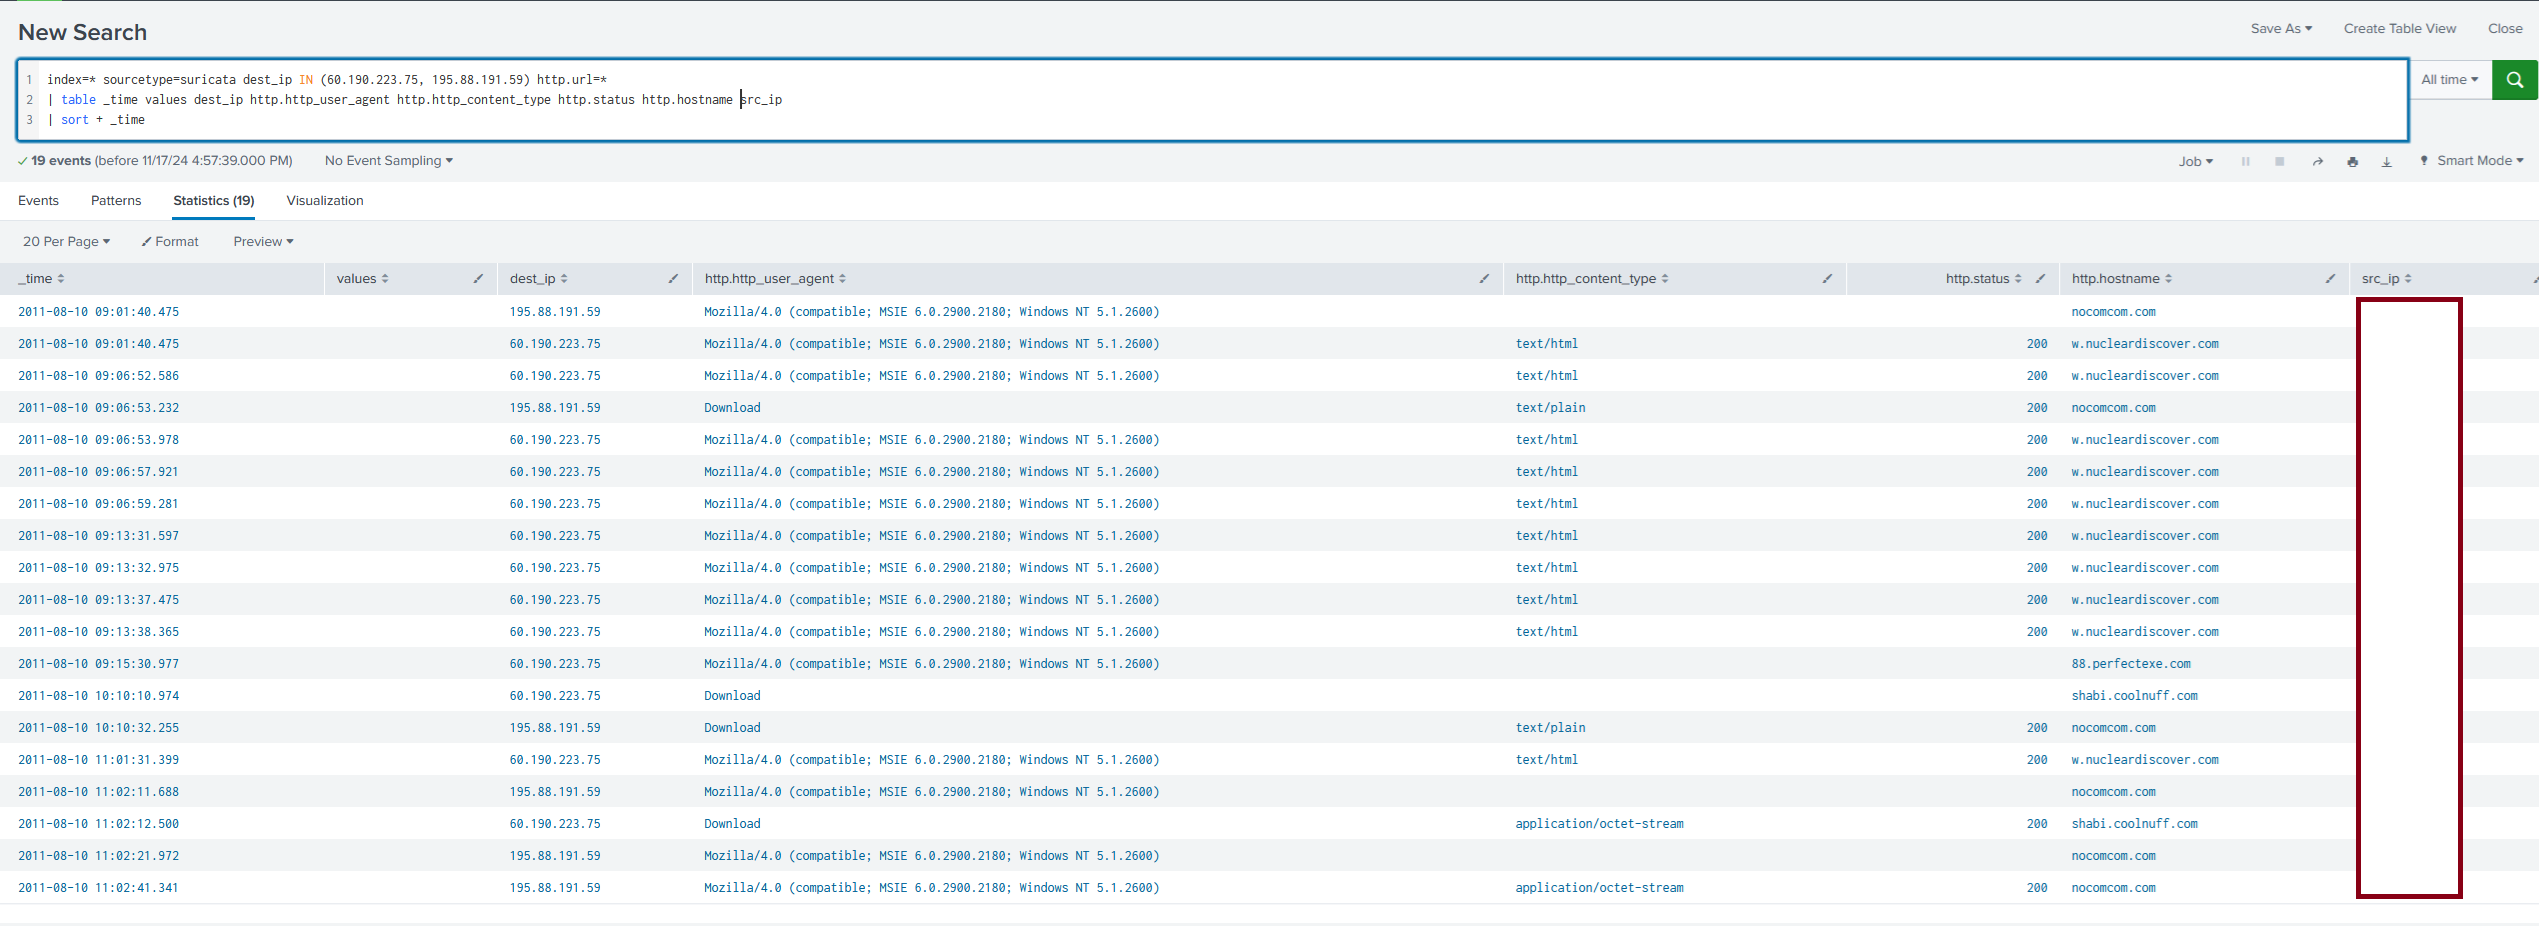 New Search
Save As Create Table View Close
1 index=* sourcetype=suricata dest_ip IN (60.190.223.75, 195.88.191.59) http.url=*
2 | table _time values dest_ip http.http_user_agent http.http_content_type http.status http.hostname src_ip
3 | sort + _time
All time
19 events (before 11/17/24 4:57:39.000 PM) No Event Sampling
Job Smart Mode
Events Patterns Statistics (19) Visualization
20 Per Page Format Preview
_time values dest_ip http.http_user_agent http.http_content_type http.status http.hostname src_ip
2011-08-10 09:01:40.475 195.88.191.59 Mozilla/4.0 (compatible; MSIE 6.0.2900.2180; Windows NT 5.1.2600) nocomcom.com
2011-08-10 09:01:40.475 60.190.223.75 Mozilla/4.0 (compatible; MSIE 6.0.2900.2180; Windows NT 5.1.2600) text/html 200 w.nucleardiscover.com
2011-08-10 09:06:52.586 60.190.223.75 Mozilla/4.0 (compatible; MSIE 6.0.2900.2180; Windows NT 5.1.2600) text/html 200 w.nucleardiscover.com
2011-08-10 09:06:53.232 195.88.191.59 Download text/plain 200 nocomcom.com
2011-08-10 09:06:53.978 60.190.223.75 Mozilla/4.0 (compatible; MSIE 6.0.2900.2180; Windows NT 5.1.2600) text/html 200 w.nucleardiscover.com
2011-08-10 09:06:57.921 60.190.223.75 Mozilla/4.0 (compatible; MSIE 6.0.2900.2180; Windows NT 5.1.2600) text/html 200 w.nucleardiscover.com
2011-08-10 09:06:59.281 60.190.223.75 Mozilla/4.0 (compatible; MSIE 6.0.2900.2180; Windows NT 5.1.2600) text/html 200 w.nucleardiscover.com
2011-08-10 09:13:31.597 60.190.223.75 Mozilla/4.0 (compatible; MSIE 6.0.2900.2180; Windows NT 5.1.2600) text/html 200 w.nucleardiscover.com
2011-08-10 09:13:32.975 60.190.223.75 Mozilla/4.0 (compatible; MSIE 6.0.2900.2180; Windows NT 5.1.2600) text/html 200 w.nucleardiscover.com
2011-08-10 09:13:37.475 60.190.223.75 Mozilla/4.0 (compatible; MSIE 6.0.2900.2180; Windows NT 5.1.2600) text/html 200 w.nucleardiscover.com
2011-08-10 09:13:38.365 60.190.223.75 Mozilla/4.0 (compatible; MSIE 6.0.2900.2180; Windows NT 5.1.2600) text/html 200 w.nucleardiscover.com
2011-08-10 09:15:30.977 60.190.223.75 Mozilla/4.0 (compatible; MSIE 6.0.2900.2180; Windows NT 5.1.2600) 88.perfectexe.com
2011-08-10 10:10:10.974 60.190.223.75 Download shabi.coolnuff.com
2011-08-10 10:10:32.255 195.88.191.59 Download text/plain 200 nocomcom.com
2011-08-10 11:01:31.399 60.190.223.75 Mozilla/4.0 (compatible; MSIE 6.0.2900.2180; Windows NT 5.1.2600) text/html 200 w.nucleardiscover.com
2011-08-10 11:02:11.688 195.88.191.59 Mozilla/4.0 (compatible; MSIE 6.0.2900.2180; Windows NT 5.1.2600) nocomcom.com
2011-08-10 11:02:12.500 60.190.223.75 Download application/octet-stream 200 shabi.coolnuff.com
2011-08-10 11:02:21.972 195.88.191.59 Mozilla/4.0 (compatible; MSIE 6.0.2900.2180; Windows NT 5.1.2600) nocomcom.com
2011-08-10 11:02:41.341 195.88.191.59 Mozilla/4.0 (compatible; MSIE 6.0.2900.2180; Windows NT 5.1.2600) application/octet-stream 200 nocomcom.com